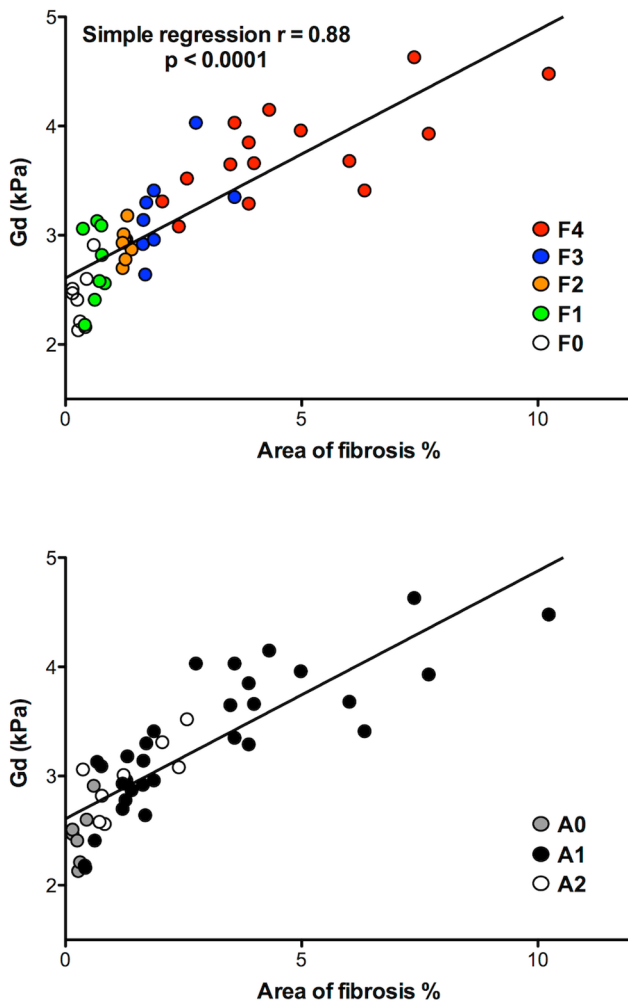 Simple regression r = 0.88
p < 0.0001
5
4
3
2
Gd (kPa)
F4
F3
F2
F1
F0
0
5
10
Area of fibrosis %
5
4
3
2
Gd (kPa)
A0
A1
A2
0
5
10
Area of fibrosis %